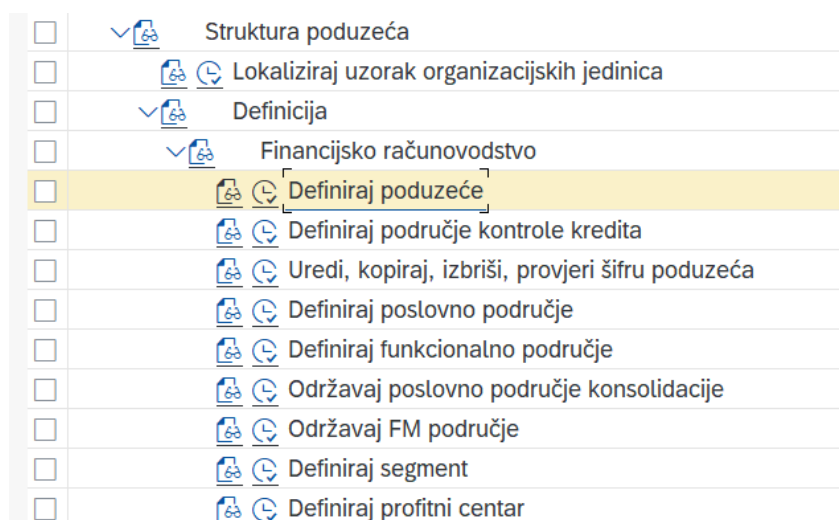 Struktura poduzeća
Lokaliziraj uzorak organizacijskih jedinica
Definicija
Financijsko računovodstvo
Definiraj poduzeće
Definiraj područje kontrole kredita
Uredi, kopiraj, izbriši, provjeri šifru poduzeća
Definiraj poslovno područje
Definiraj funkcionalno područje
Održavaj poslovno područje konsolidacije
Održavaj FM područje
Definiraj segment
Definiraj profitni centar